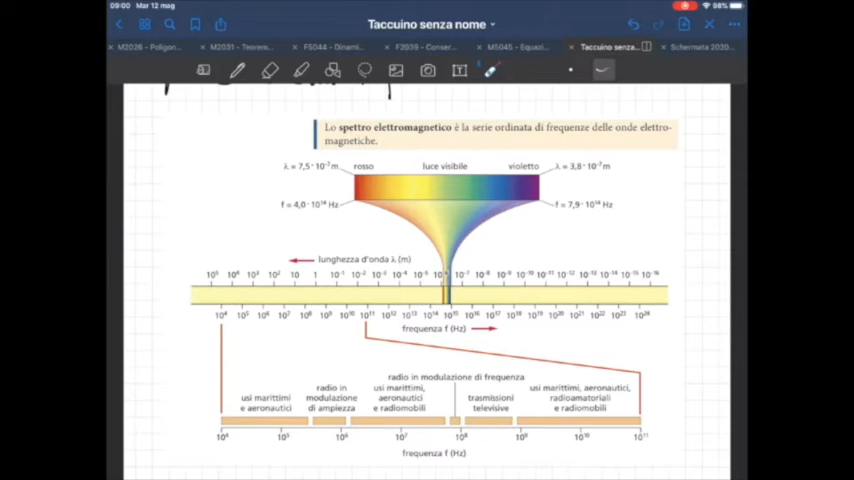 09:00 Mar 12 mag
98%
Taccuino senza nome
M2026 - Poligon...
M2031 - Teorem...
F5044 - Dinami...
F2039 - Conser...
M5045 - Equazi...
Taccuino senza...
Schermata 2030...
Lo spettro elettromagnetico è la serie ordinata di frequenze delle onde elettro-
magnetiche.
λ = 7,5 · 10⁻⁷ m rosso luce visibile violetto λ = 3,8 · 10⁻⁷ m
f = 4,0 · 10¹⁴ Hz f = 7,9 · 10¹⁴ Hz
lunghezza d'onda λ (m)
10⁵ 10⁴ 10³ 10² 10 1 10⁻¹ 10⁻² 10⁻³ 10⁻⁴ 10⁻⁵ 10⁻⁶ 10⁻⁷ 10⁻⁸ 10⁻⁹ 10⁻¹⁰ 10⁻¹¹ 10⁻¹² 10⁻¹³ 10⁻¹⁴ 10⁻¹⁵ 10⁻¹⁶
10⁴ 10⁵ 10⁶ 10⁷ 10⁸ 10⁹ 10¹⁰ 10¹¹ 10¹² 10¹³ 10¹⁴ 10¹⁵ 10¹⁶ 10¹⁷ 10¹⁸ 10¹⁹ 10²⁰ 10²¹ 10²² 10²³ 10²⁴
frequenza f (Hz)
radio in modulazione di frequenza
usi marittimi
e aeronautici
radio in
modulazione
di ampiezza
usi marittimi,
aeronautici
e radiomobili
trasmissioni
televisive
usi marittimi, aeronautici,
radioamatoriali
e radiomobili
10⁴ 10⁵ 10⁶ 10⁷ 10⁸ 10⁹ 10¹⁰ 10¹¹
frequenza f (Hz)